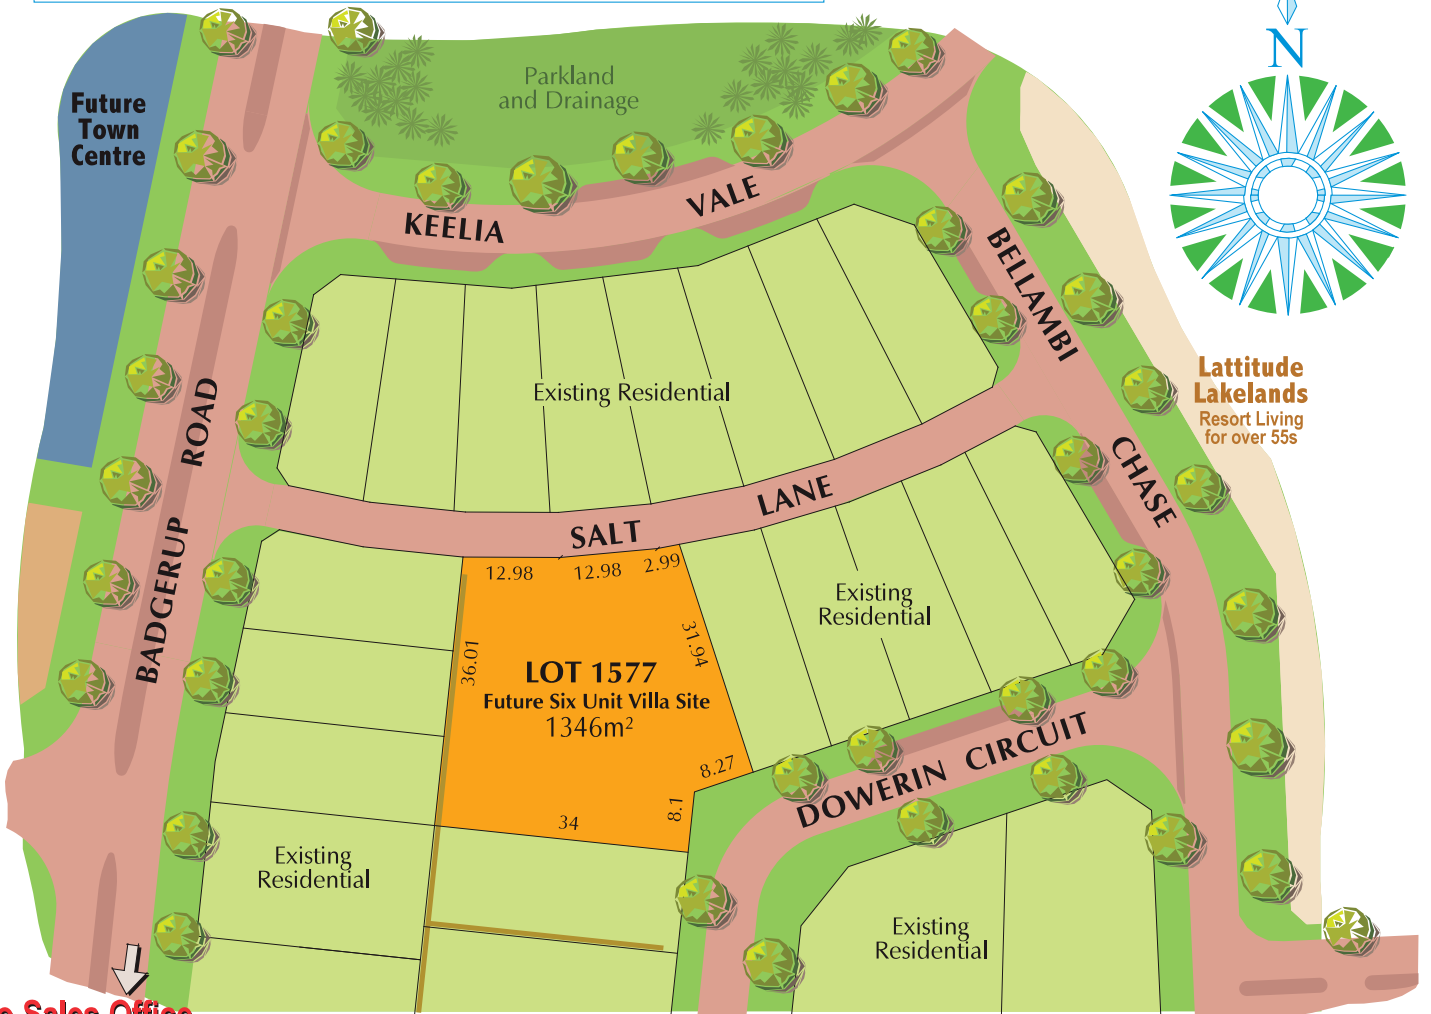 N
Parkland
and Drainage
Future
Town
Centre
KEELIA VALE
BELLAMBI CHASE
Lattitude
Lakelands
Resort Living
for over 55s
Existing Residential
BADGERUP ROAD
SALT LANE
12.98
12.98
2.99
36.01
31.94
LOT 1577
Future Six Unit Villa Site
1346m²
8.27
8.1
34
Existing
Residential
DOWERIN CIRCUIT
Existing
Residential
Existing
Residential
Sales Office